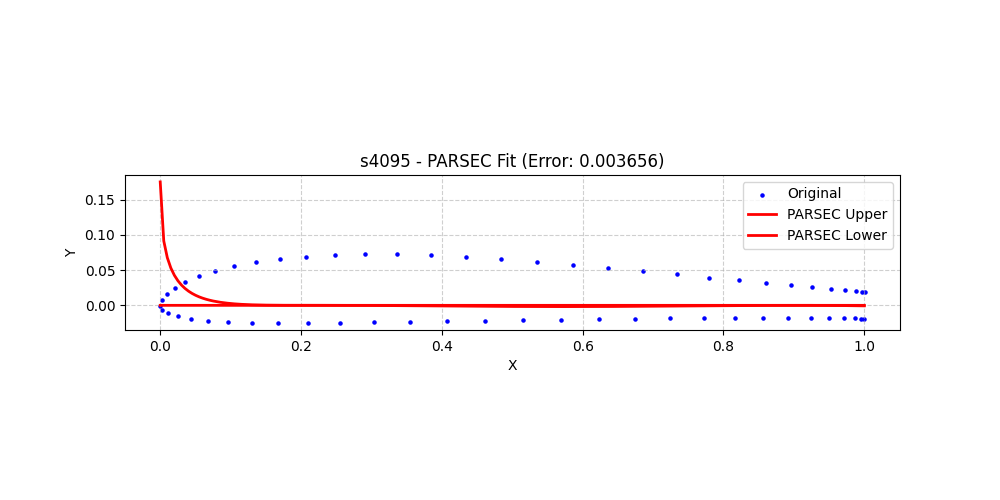 s4095 - PARSEC Fit (Error: 0.003656)
Original
PARSEC Upper
PARSEC Lower
Y
0.15
0.10
0.05
0.00
0.0 0.2 0.4 0.6 0.8 1.0
X